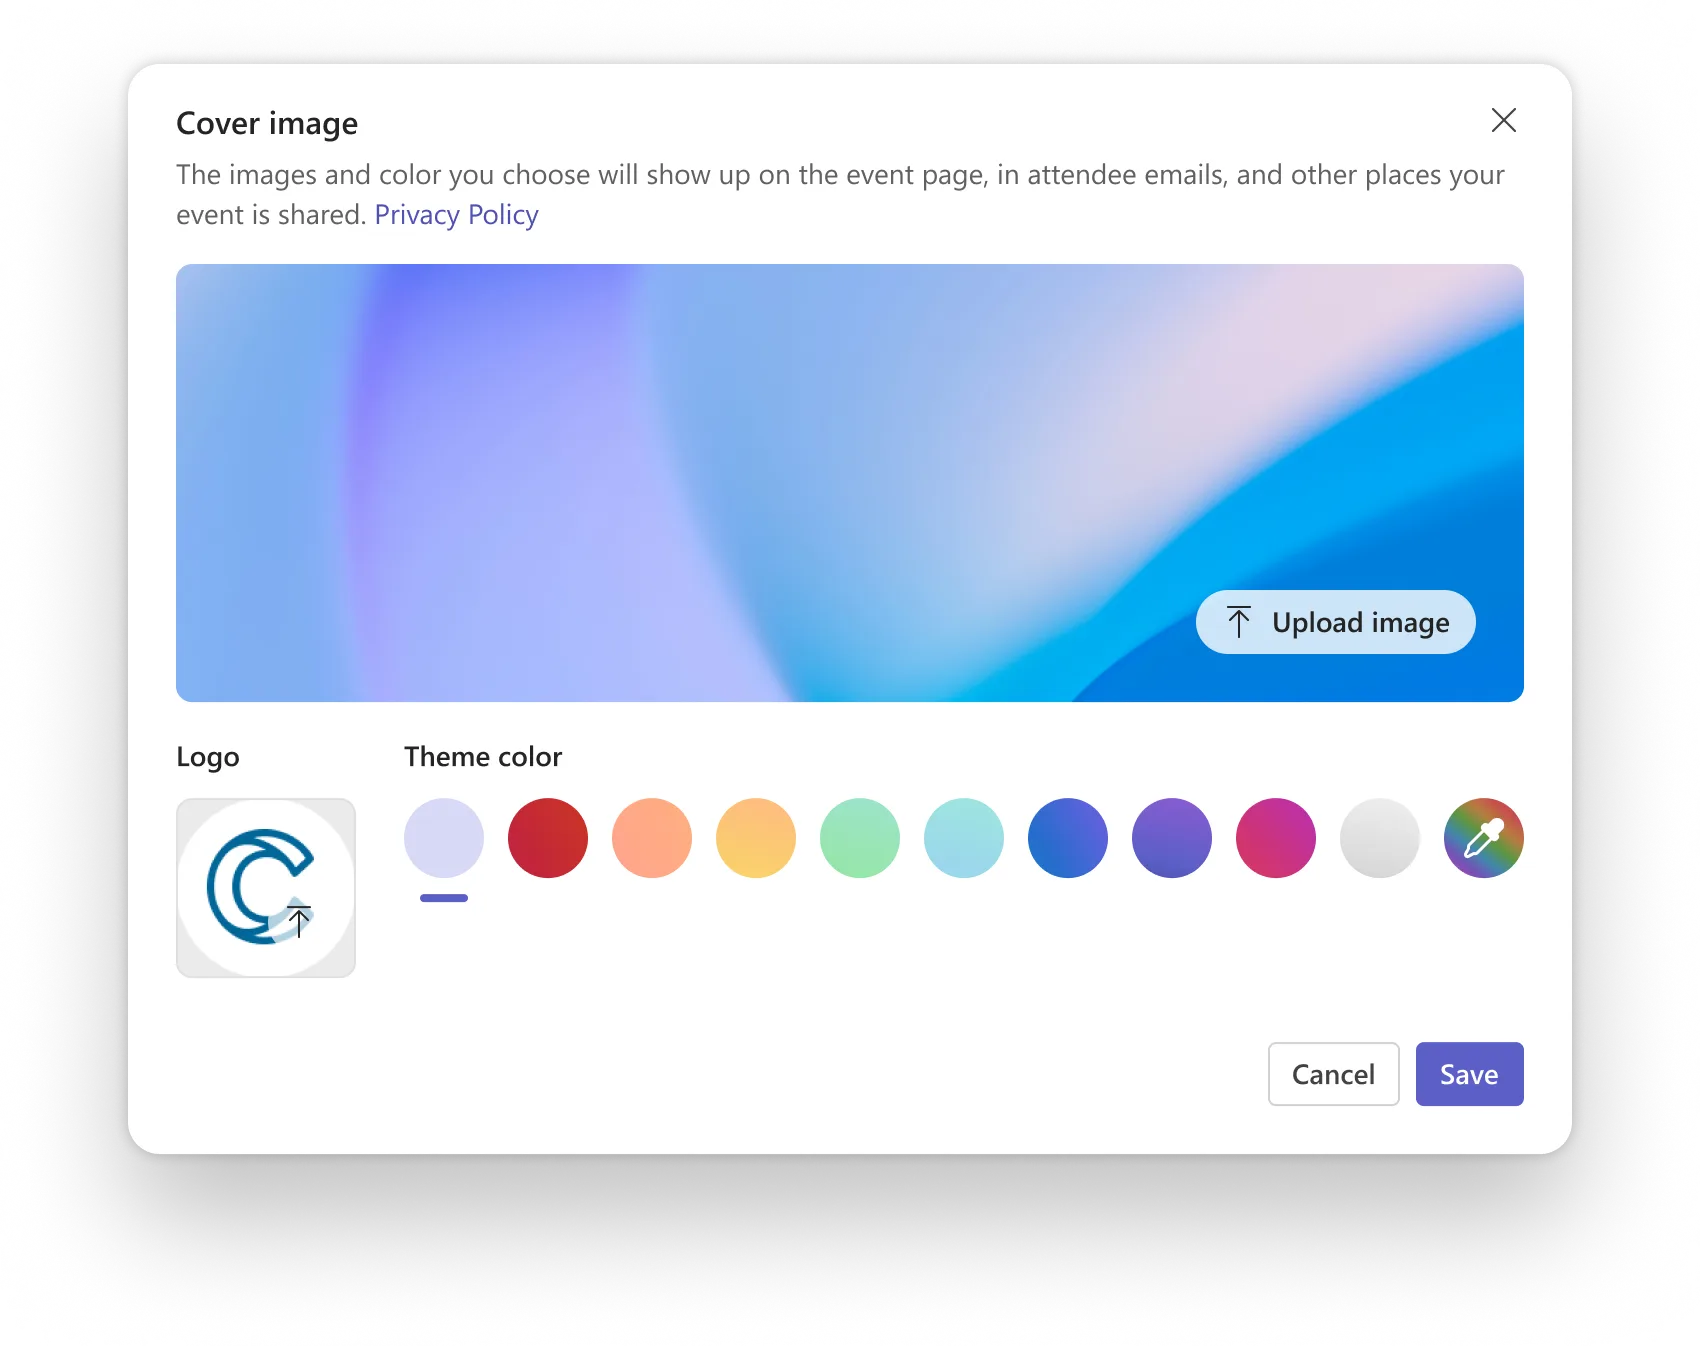 Cover image
The images and color you choose will show up on the event page, in attendee emails, and other places your
event is shared. Privacy Policy
Upload image
Logo
Theme color
C
Cancel
Save